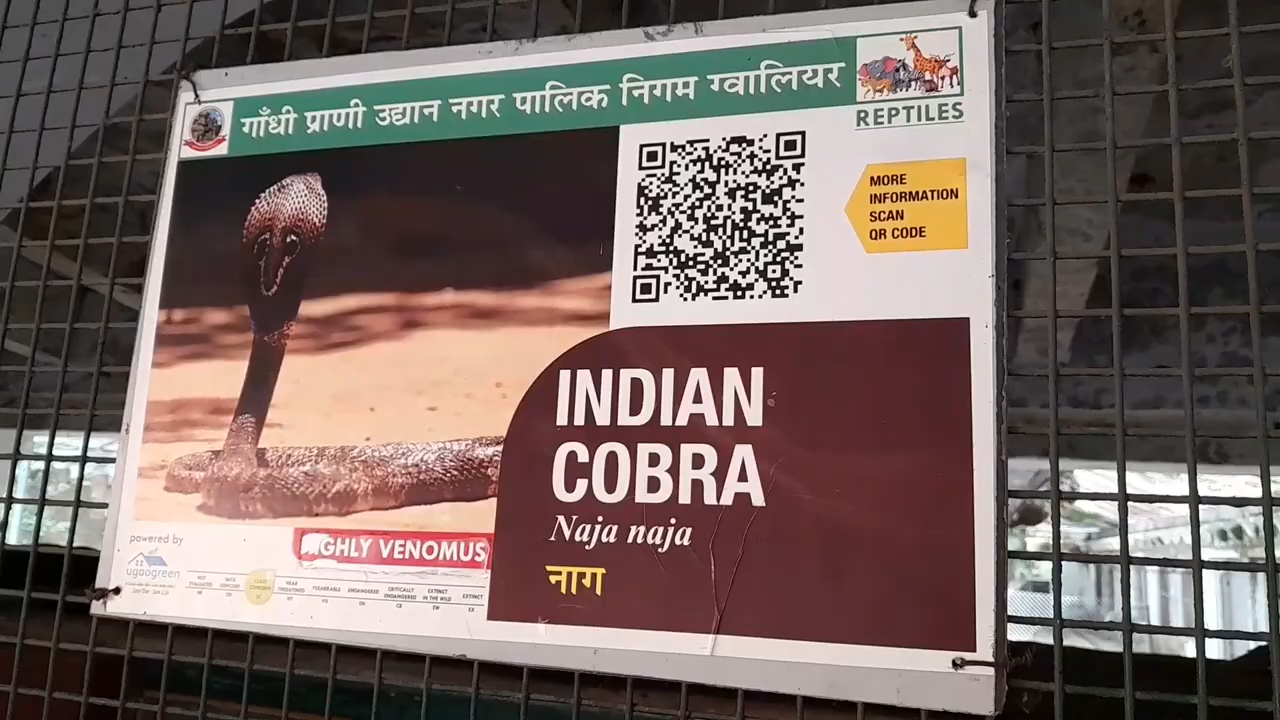 गाँधी प्राणी उद्यान नगर पालिक निगम ग्वालियर
REPTILES
MORE
INFORMATION
SCAN
QR CODE
INDIAN
COBRA
Naja naja
नाग
HIGHLY VENOMUS
powered by
ugaogreen
NOT EVALUATED
DATA DEFICIENT
LEAST CONCERN
NEAR THREATENED
VULNERABLE
ENDANGERED
CRITICALLY ENDANGERED
EXTINCT IN THE WILD
EXTINCT
NE
DD
LC
NT
VU
EN
CR
EW
EX